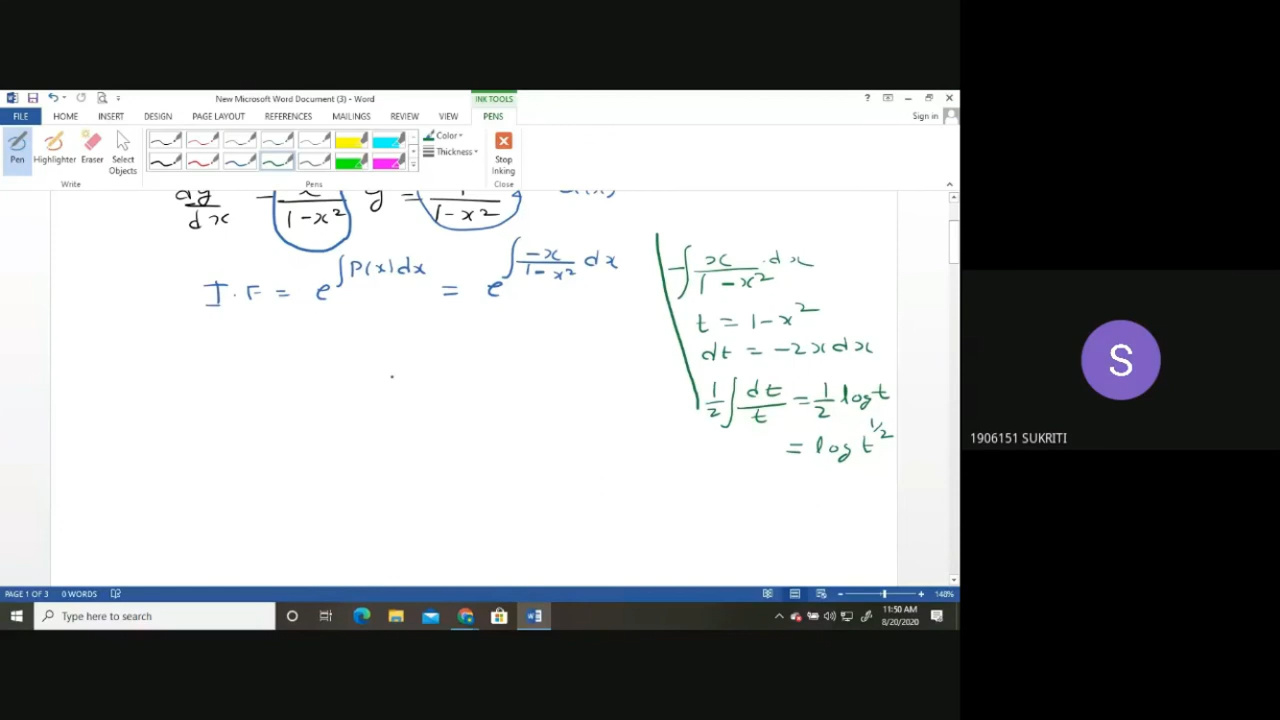 New Microsoft Word Document (3) - Word
INK TOOLS
? 
Sign in
FILE HOME INSERT DESIGN PAGE LAYOUT REFERENCES MAILINGS REVIEW VIEW PENS
Pen Highlighter Eraser Select Objects
Color
Thickness
Stop Inking
Write Pens Close
dy/dx - x/(1-x²) y = 1/(1-x²)
I.F = e^∫P(x)dx = e^∫-x/(1-x²) dx
-∫ x/(1-x²) .dx
t = 1-x²
dt = -2xdx
1/2 ∫ dt/t = 1/2 log t
= log t^1/2
S
1906151 SUKRITI
PAGE 1 OF 3 0 WORDS
148%
Type here to search
11:50 AM
8/20/2020